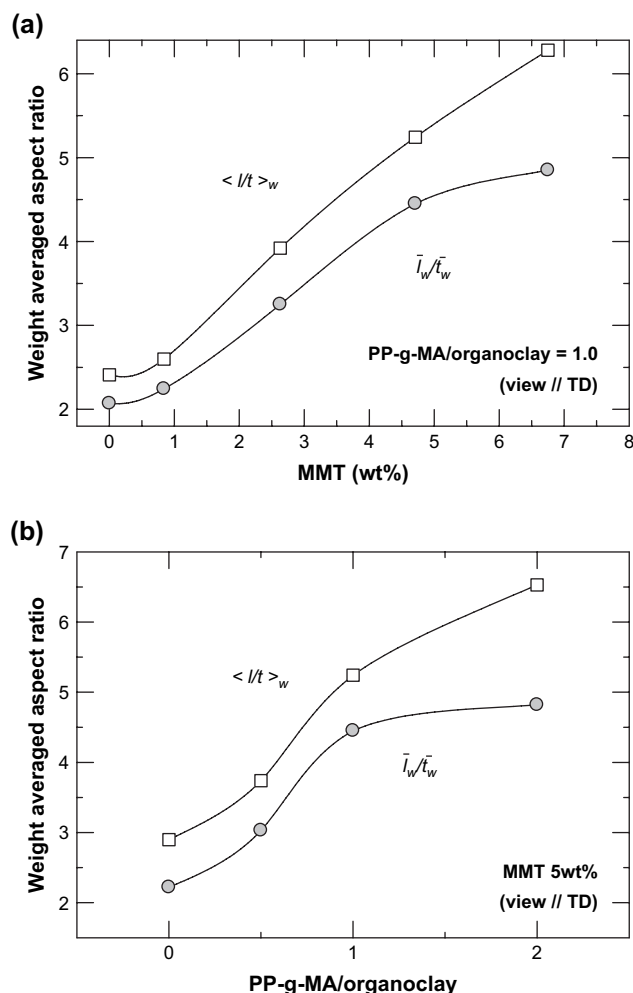 (a)
6
5
4
3
2
Weight averaged aspect ratio
< l/t >w
l̄w/t̄w
PP-g-MA/organoclay = 1.0
(view // TD)
0 1 2 3 4 5 6 7 8
MMT (wt%)
(b)
7
6
5
4
3
2
Weight averaged aspect ratio
< l/t >w
l̄w/t̄w
MMT 5wt%
(view // TD)
0 1 2
PP-g-MA/organoclay